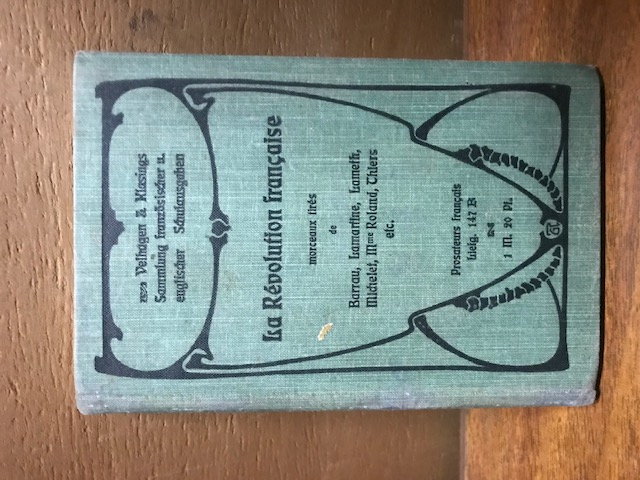 Velhagen & Klasings
Sammlung französischer u.
englischer Schulausgaben
La Révolution française
morceaux tirés
de
Barrau, Lamartine, Lameth,
Michelet, Mme Roland, Thiers
etc.
Prosateurs français
Liefg. 147 B
1 M. 20 Pf.